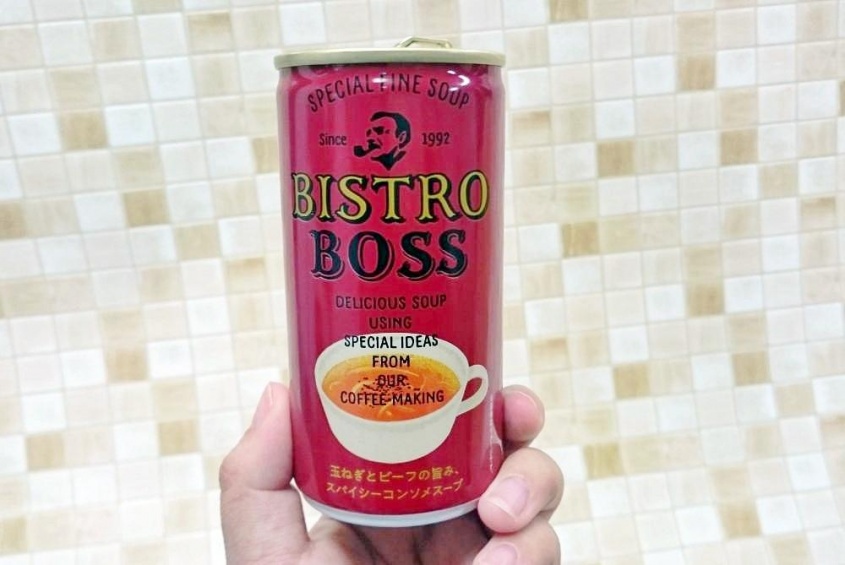 SPECIAL FINE SOUP
Since 1992
BISTRO
BOSS
DELICIOUS SOUP
USING
SPECIAL IDEAS
FROM
OUR
COFFEE-MAKING
玉ねぎとビーフの旨み、
スパイシーコンソメスープ